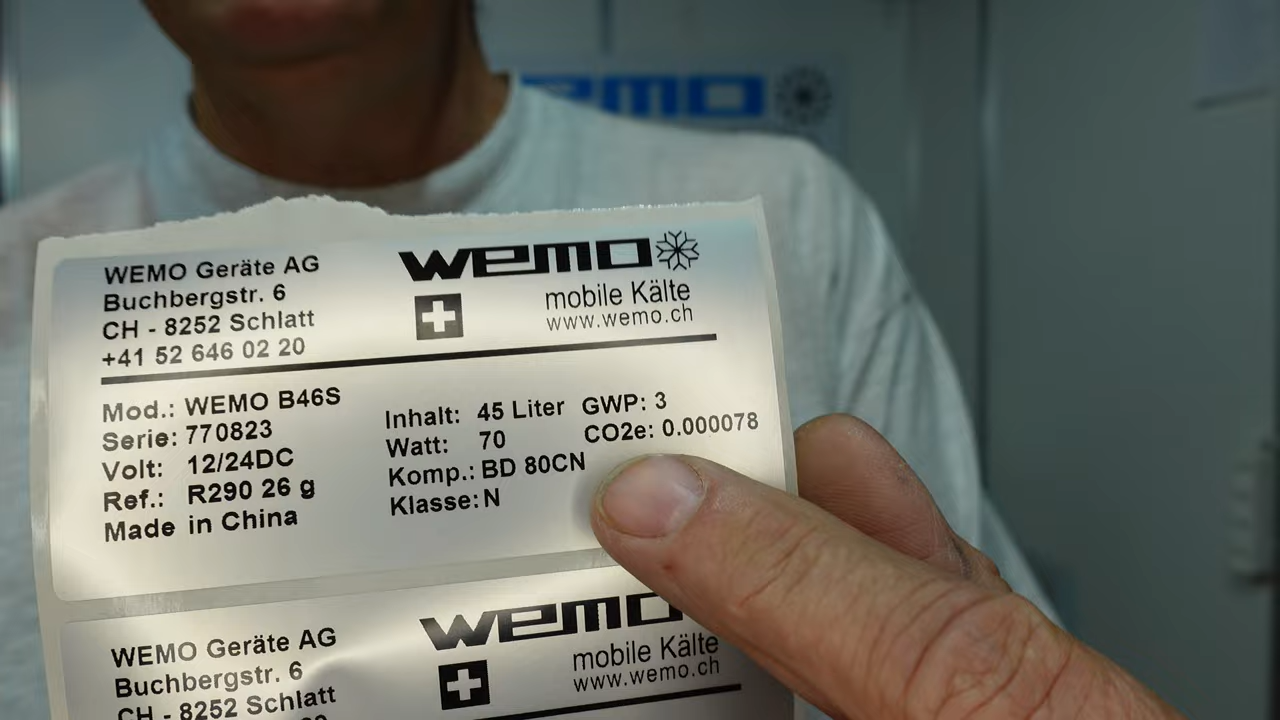 WEMO Geräte AG
Buchbergstr. 6
CH - 8252 Schlatt
+41 52 646 02 20
wemo
mobile Kälte
www.wemo.ch
Mod.: WEMO B46S
Serie: 770823
Volt: 12/24DC
Ref.: R290 26 g
Made in China
Inhalt: 45 Liter
Watt: 70
Komp.: BD 80CN
Klasse: N
GWP: 3
CO2e: 0.000078
WEMO Geräte AG
Buchbergstr. 6
CH - 8252 Schlatt
wemo
mobile Kälte
www.wemo.ch